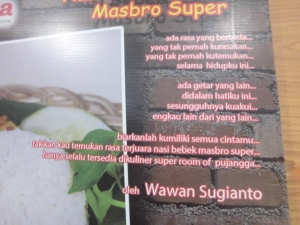 Masbro Super
ada rasa yang berbeda...
yang tak pernah kurasakan...
yang tak pernah kutemukan...
selama hidupku ini...
ada getar yang lain...
didalam hatiku ini...
sesungguhnya kuakui...
engkau lain dari yang lain...
biarkanlah kumiliki semua cintamu...
takkan kau temukan rasa terjuara nasi bebek masbro super...
hanya selalu tersedia dikuliner super room of pujangga...
oleh Wawan Sugianto